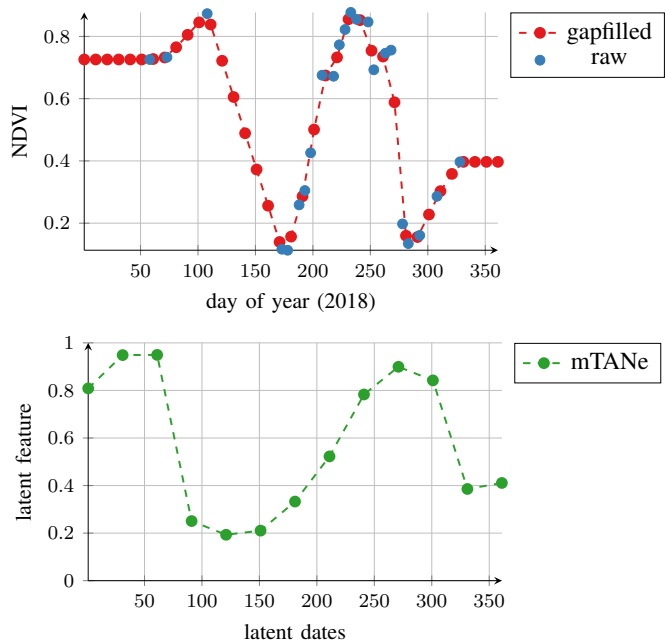 0.8
0.6
0.4
0.2
NDVI
50 100 150 200 250 300 350
day of year (2018)
gapfilled
raw
1
0.8
0.6
0.4
0.2
0
latent feature
50 100 150 200 250 300 350
latent dates
mTANe